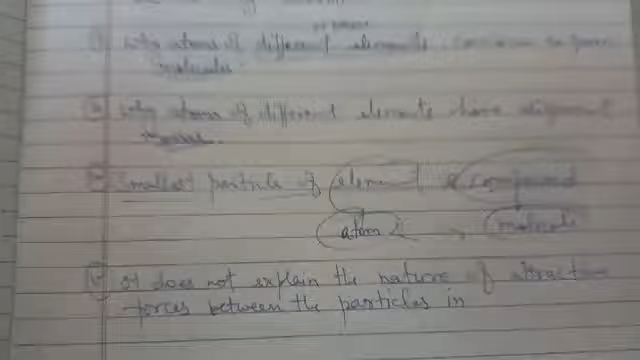 why atoms of different elements combine to form
molecules.
why atoms of different elements have different
masses.
smallest particle of element & compound
atom molecule
It does not explain the nature of attractive
forces between the particles in